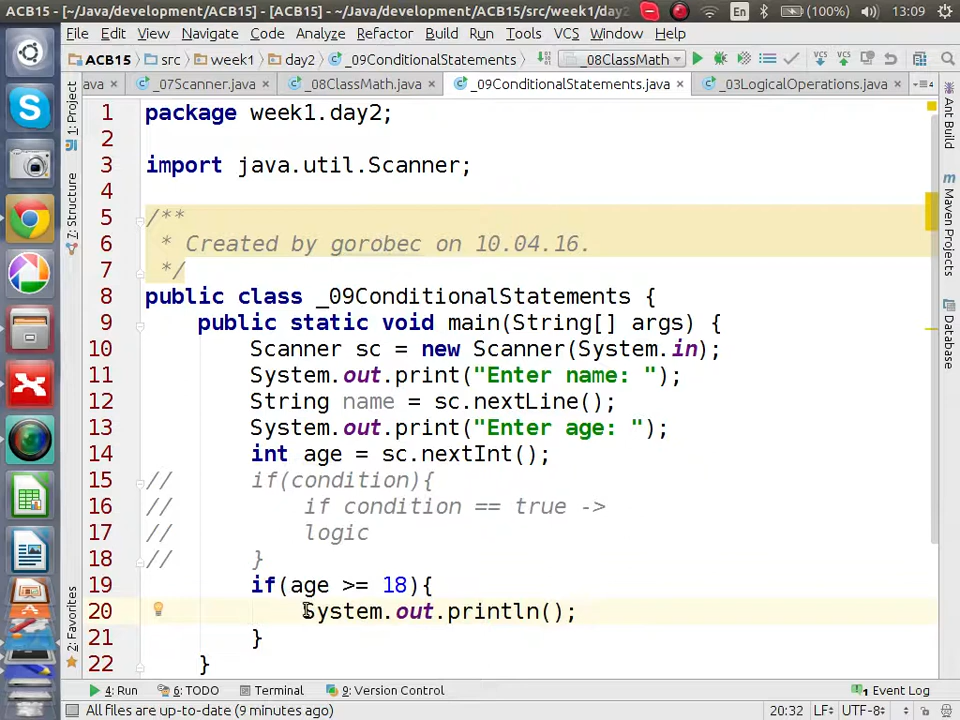 ACB15 - [~/Java/development/ACB15] - [ACB15] - ~/Java/development/ACB15/src/week1/day2
En (100%) 13:09
File Edit View Navigate Code Analyze Refactor Build Run Tools VCS Window Help
ACB15 src week1 day2 _09ConditionalStatements _08ClassMath VCS VCS
ava _07Scanner.java _08ClassMath.java _09ConditionalStatements.java _03LogicalOperations.java
1: Project
7: Structure
2: Favorites
Ant Build
Maven Projects
Database
1 package week1.day2;
2
3 import java.util.Scanner;
4
5 /**
6 * Created by gorobec on 10.04.16.
7 */
8 public class _09ConditionalStatements {
9 public static void main(String[] args) {
10 Scanner sc = new Scanner(System.in);
11 System.out.print("Enter name: ");
12 String name = sc.nextLine();
13 System.out.print("Enter age: ");
14 int age = sc.nextInt();
15 // if(condition){
16 // if condition == true ->
17 // logic
18 // }
19 if(age >= 18){
20 System.out.println();
21 }
22 }
4: Run 6: TODO Terminal 9: Version Control 1 Event Log
All files are up-to-date (9 minutes ago) 20:32 LF UTF-8